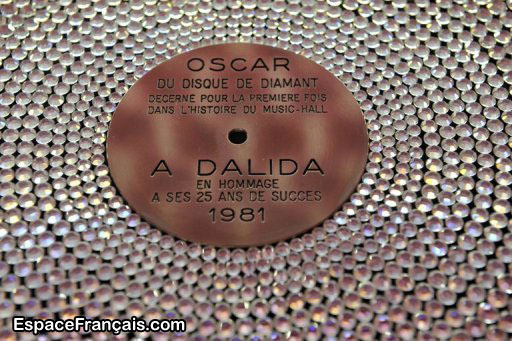 OSCAR
DU DISQUE DE DIAMANT
DECERNE POUR LA PREMIERE FOIS
DANS L'HISTOIRE DU MUSIC-HALL
A DALIDA
EN HOMMAGE
A SES 25 ANS DE SUCCES
1981
EspaceFrançais.com